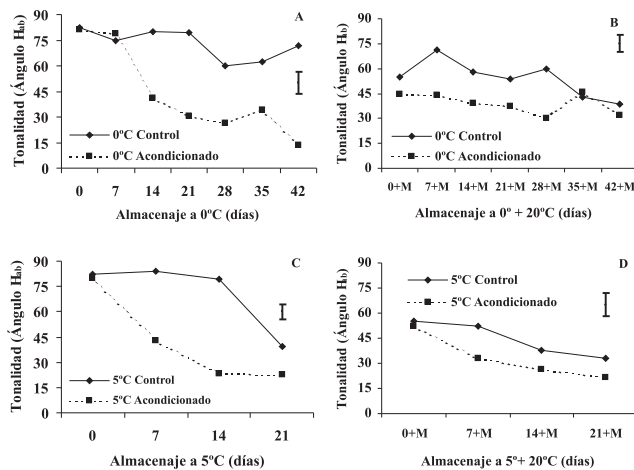 A
Tonalidad (Ángulo Hab)
90
75
60
45
30
15
0
0ºC Control
0ºC Acondicionado
0 7 14 21 28 35 42
Almacenaje a 0ºC (días)
B
Tonalidad (Ángulo Hab)
90
75
60
45
30
15
0
0ºC Control
0ºC Acondicionado
0+M 7+M 14+M 21+M 28+M 35+M 42+M
Almacenaje a 0º + 20ºC (días)
C
Tonalidad (Ángulo Hab)
90
75
60
45
30
15
0
5ºC Control
5ºC Acondicionado
0 7 14 21
Almacenaje a 5ºC (días)
D
Tonalidad (Ángulo Hab)
90
75
60
45
30
15
0
5ºC Control
5ºC Acondicionado
0+M 7+M 14+M 21+M
Almacenaje a 5º+ 20ºC (días)